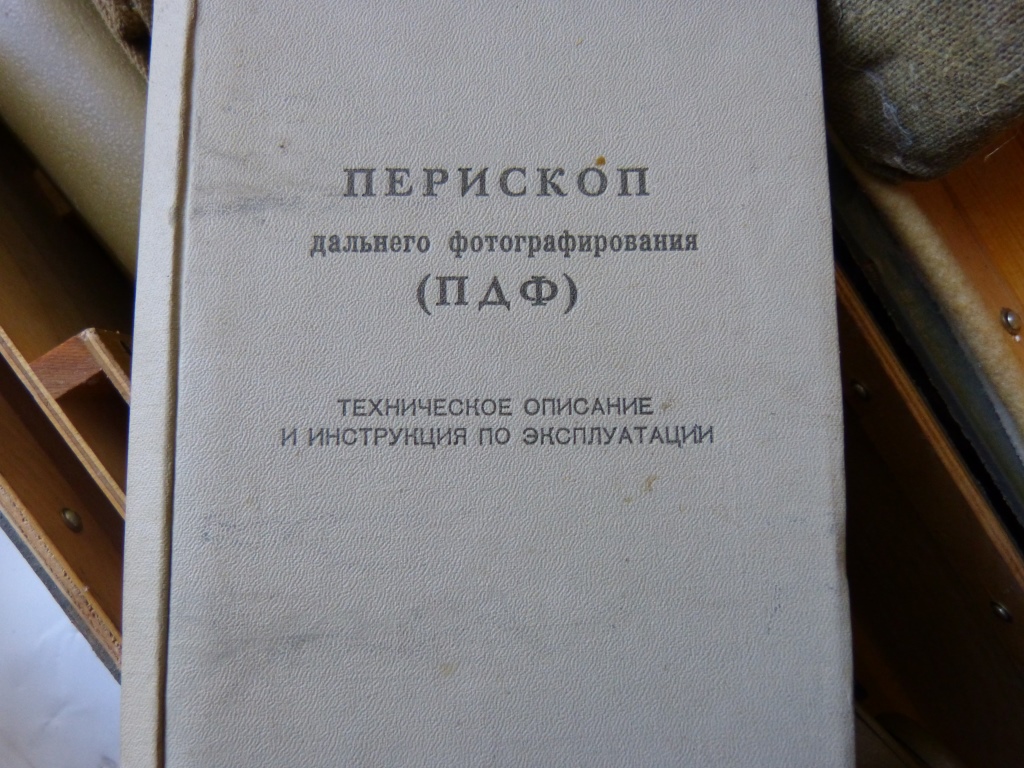 ПЕРИСКОП
дальнего фотографирования
(ПДФ)
ТЕХНИЧЕСКОЕ ОПИСАНИЕ
И ИНСТРУКЦИЯ ПО ЭКСПЛУАТАЦИИ